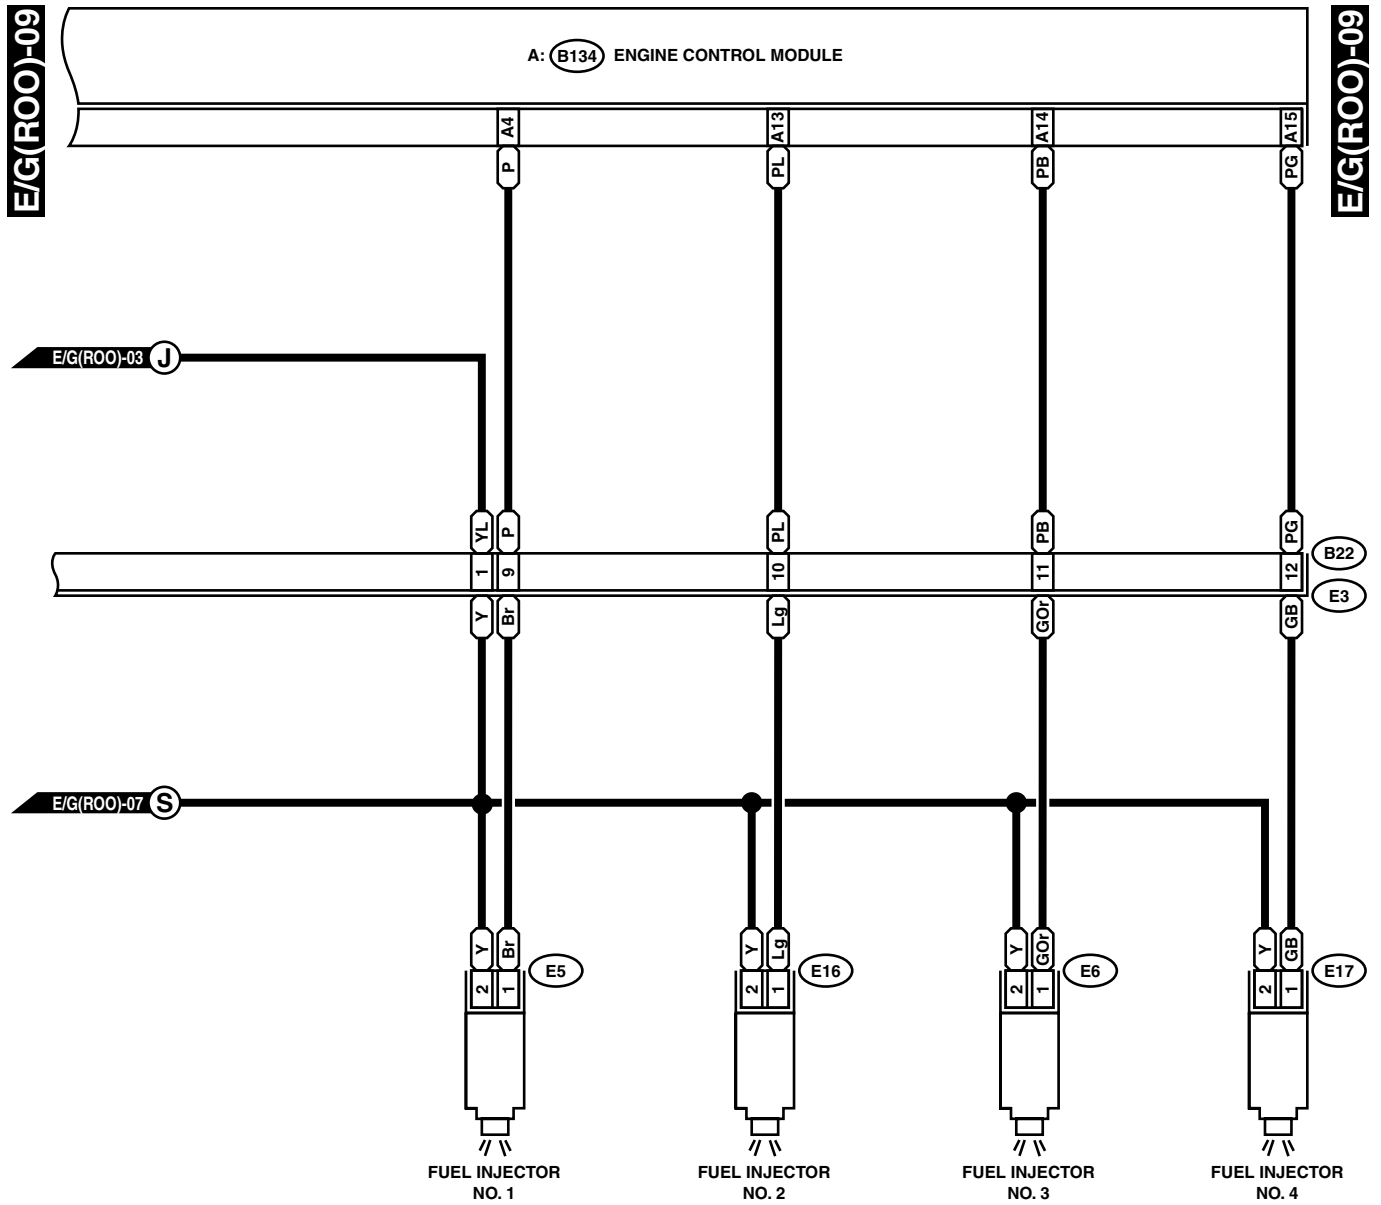 E/G(ROO)-09
E/G(ROO)-09
A: B134 ENGINE CONTROL MODULE
A4 A13 A14 A15
P PL PB PG
E/G(ROO)-03 J
YL P PL PB PG
B22
1 9 10 11 12
E3
Y Br Lg GOr GB
E/G(ROO)-07 S
Y Br Y Lg Y GOr Y GB
E5 E16 E6 E17
2 1 2 1 2 1 2 1
FUEL INJECTOR
NO. 1
FUEL INJECTOR
NO. 2
FUEL INJECTOR
NO. 3
FUEL INJECTOR
NO. 4